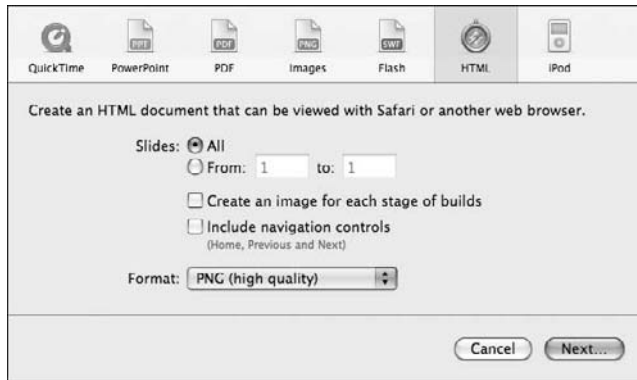 PPT PDF PNG SWF
QuickTime PowerPoint PDF Images Flash HTML iPod
Create an HTML document that can be viewed with Safari or another web browser.
Slides: All
From: 1 to: 1
Create an image for each stage of builds
Include navigation controls
(Home, Previous and Next)
Format: PNG (high quality)
Cancel Next...